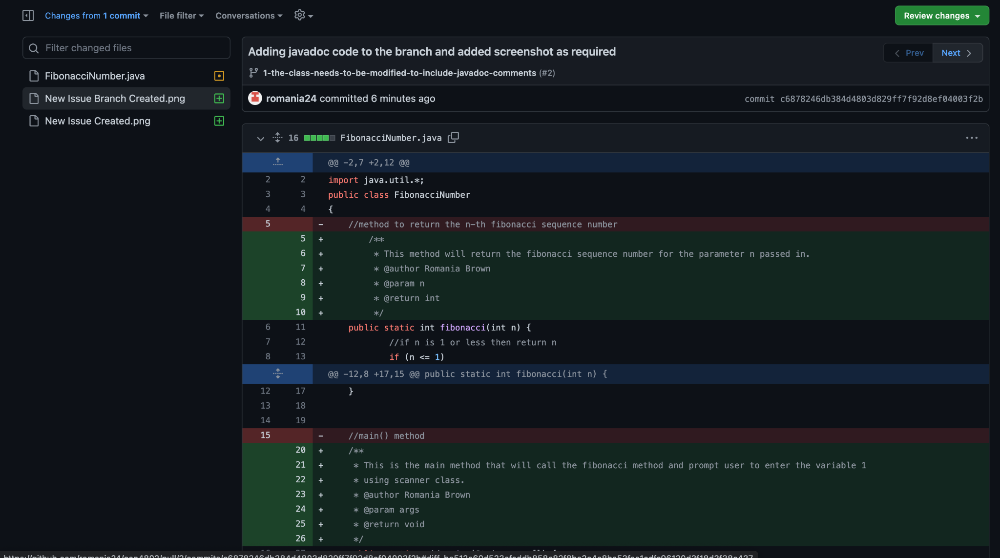 Changes from 1 commit File filter Conversations
Review changes
Filter changed files
FibonacciNumber.java
New Issue Branch Created.png
New Issue Created.png
Adding javadoc code to the branch and added screenshot as required
Prev Next
1-the-class-needs-to-be-modified-to-include-javadoc-comments (#2)
romania24 committed 6 minutes ago
commit c6878246db384d4803d829ff7f92d8ef04003f2b
16 FibonacciNumber.java
@@ -2,7 +2,12 @@
2 2 import java.util.*;
3 3 public class FibonacciNumber
4 4 {
5 - //method to return the n-th fibonacci sequence number
5 + /**
6 + * This method will return the fibonacci sequence number for the parameter n passed in.
7 + * @author Romania Brown
8 + * @param n
9 + * @return int
10 + */
6 11 public static int fibonacci(int n) {
7 12 //if n is 1 or less then return n
8 13 if (n <= 1)
@@ -12,8 +17,15 @@ public static int fibonacci(int n) {
12 17 }
13 18
14 19
15 - //main() method
20 + /**
21 + * This is the main method that will call the fibonacci method and prompt user to enter the variable 1
22 + * using scanner class.
23 + * @author Romania Brown
24 + * @param args
25 + * @return void
26 + */